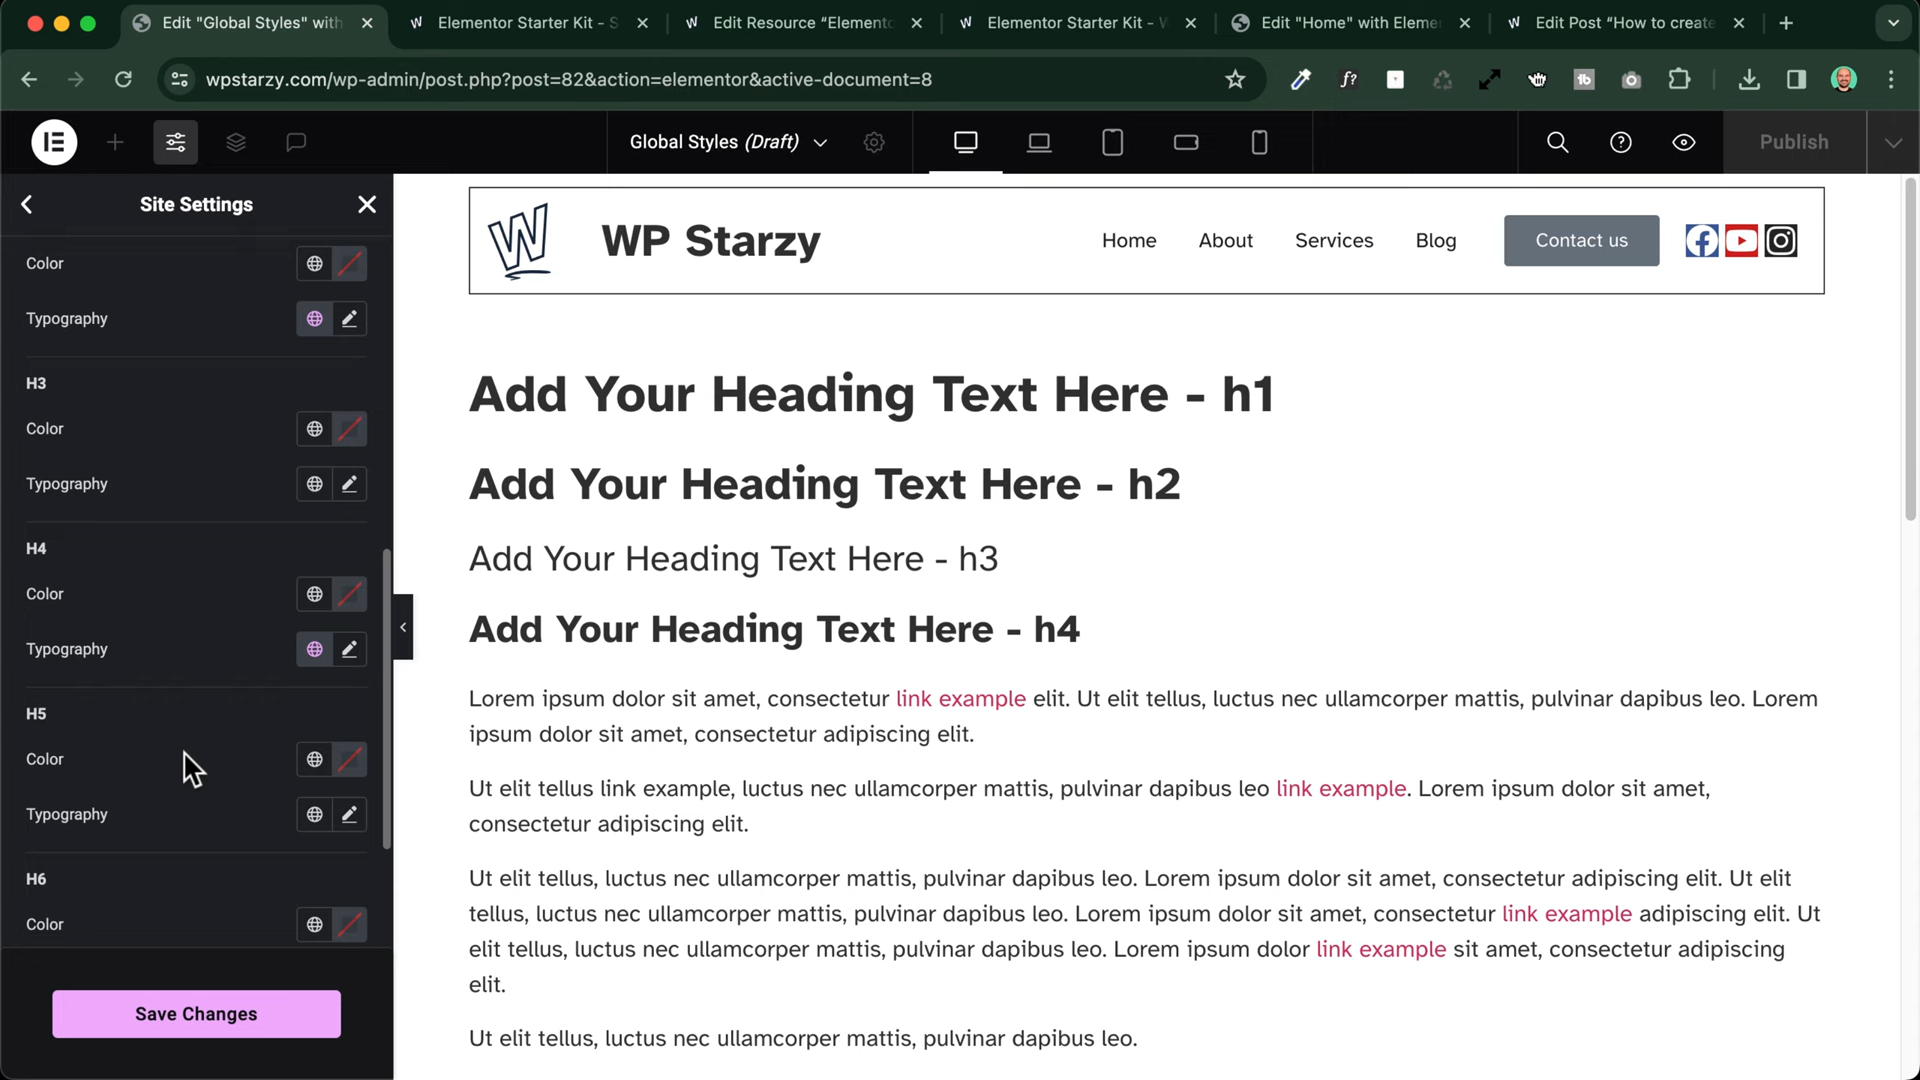 Edit "Global Styles" with
Elementor Starter Kit - S
Edit Resource “Elemento
Elementor Starter Kit - W
Edit "Home" with Eleme
Edit Post “How to create
wpstarzy.com/wp-admin/post.php?post=82&action=elementor&active-document=8
f?
tb
Global Styles (Draft)
Publish
Site Settings
Color
Typography
H3
Color
Typography
H4
Color
Typography
H5
Color
Typography
H6
Color
Save Changes
W
WP Starzy
Home
About
Services
Blog
Contact us
Add Your Heading Text Here - h1
Add Your Heading Text Here - h2
Add Your Heading Text Here - h3
Add Your Heading Text Here - h4
Lorem ipsum dolor sit amet, consectetur link example elit. Ut elit tellus, luctus nec ullamcorper mattis, pulvinar dapibus leo. Lorem
ipsum dolor sit amet, consectetur adipiscing elit.
Ut elit tellus link example, luctus nec ullamcorper mattis, pulvinar dapibus leo link example. Lorem ipsum dolor sit amet,
consectetur adipiscing elit.
Ut elit tellus, luctus nec ullamcorper mattis, pulvinar dapibus leo. Lorem ipsum dolor sit amet, consectetur adipiscing elit. Ut elit
tellus, luctus nec ullamcorper mattis, pulvinar dapibus leo. Lorem ipsum dolor sit amet, consectetur link example adipiscing elit. Ut
elit tellus, luctus nec ullamcorper mattis, pulvinar dapibus leo. Lorem ipsum dolor link example sit amet, consectetur adipiscing
elit.
Ut elit tellus, luctus nec ullamcorper mattis, pulvinar dapibus leo.